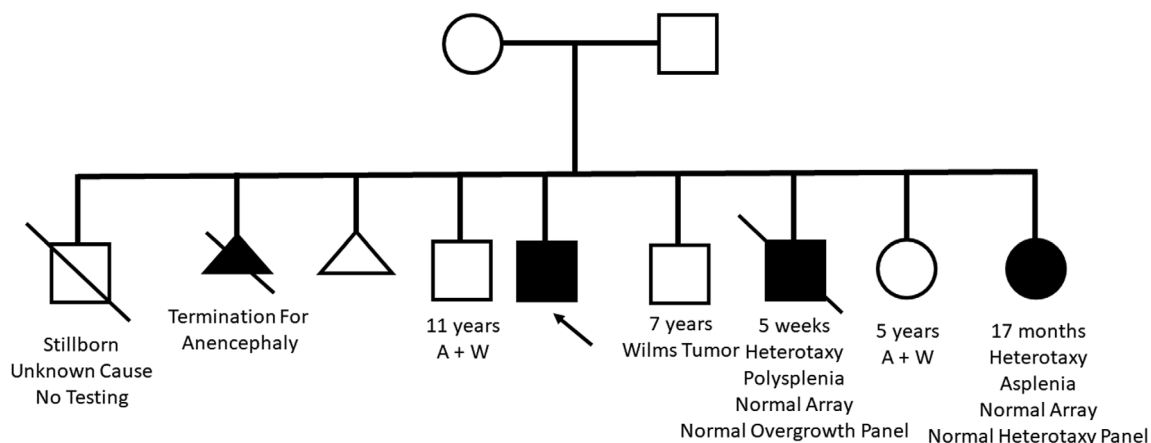 Stillborn
Unknown Cause
No Testing
Termination For
Anencephaly
11 years
A + W
7 years
Wilms Tumor
5 weeks
Heterotaxy
Polysplenia
Normal Array
Normal Overgrowth Panel
5 years
A + W
17 months
Heterotaxy
Asplenia
Normal Array
Normal Heterotaxy Panel